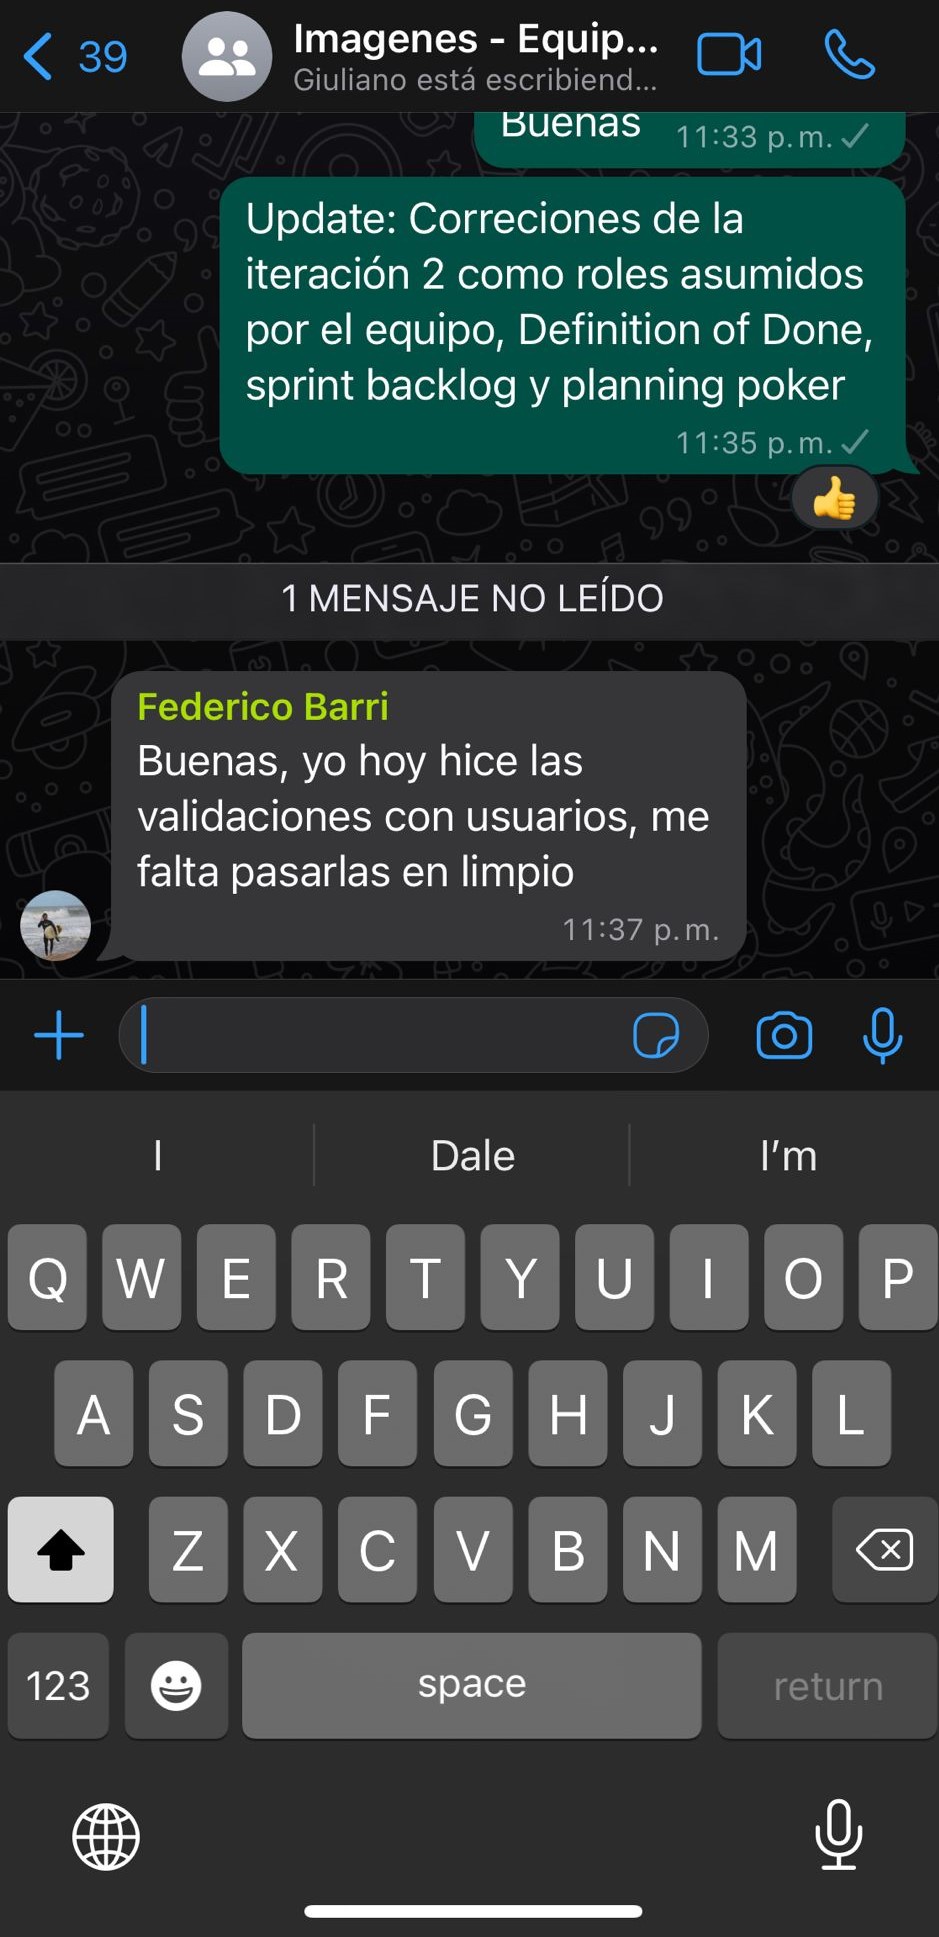 39
Imagenes - Equip...
Giuliano está escribiend...
Buenas
11:33 p. m.
Update: Correciones de la
iteración 2 como roles asumidos
por el equipo, Definition of Done,
sprint backlog y planning poker
11:35 p. m.
1 MENSAJE NO LEÍDO
Federico Barri
Buenas, yo hoy hice las
validaciones con usuarios, me
falta pasarlas en limpio
11:37 p. m.
I Dale I'm
Q W E R T Y U I O P
A S D F G H J K L
Z X C V B N M
123 space return